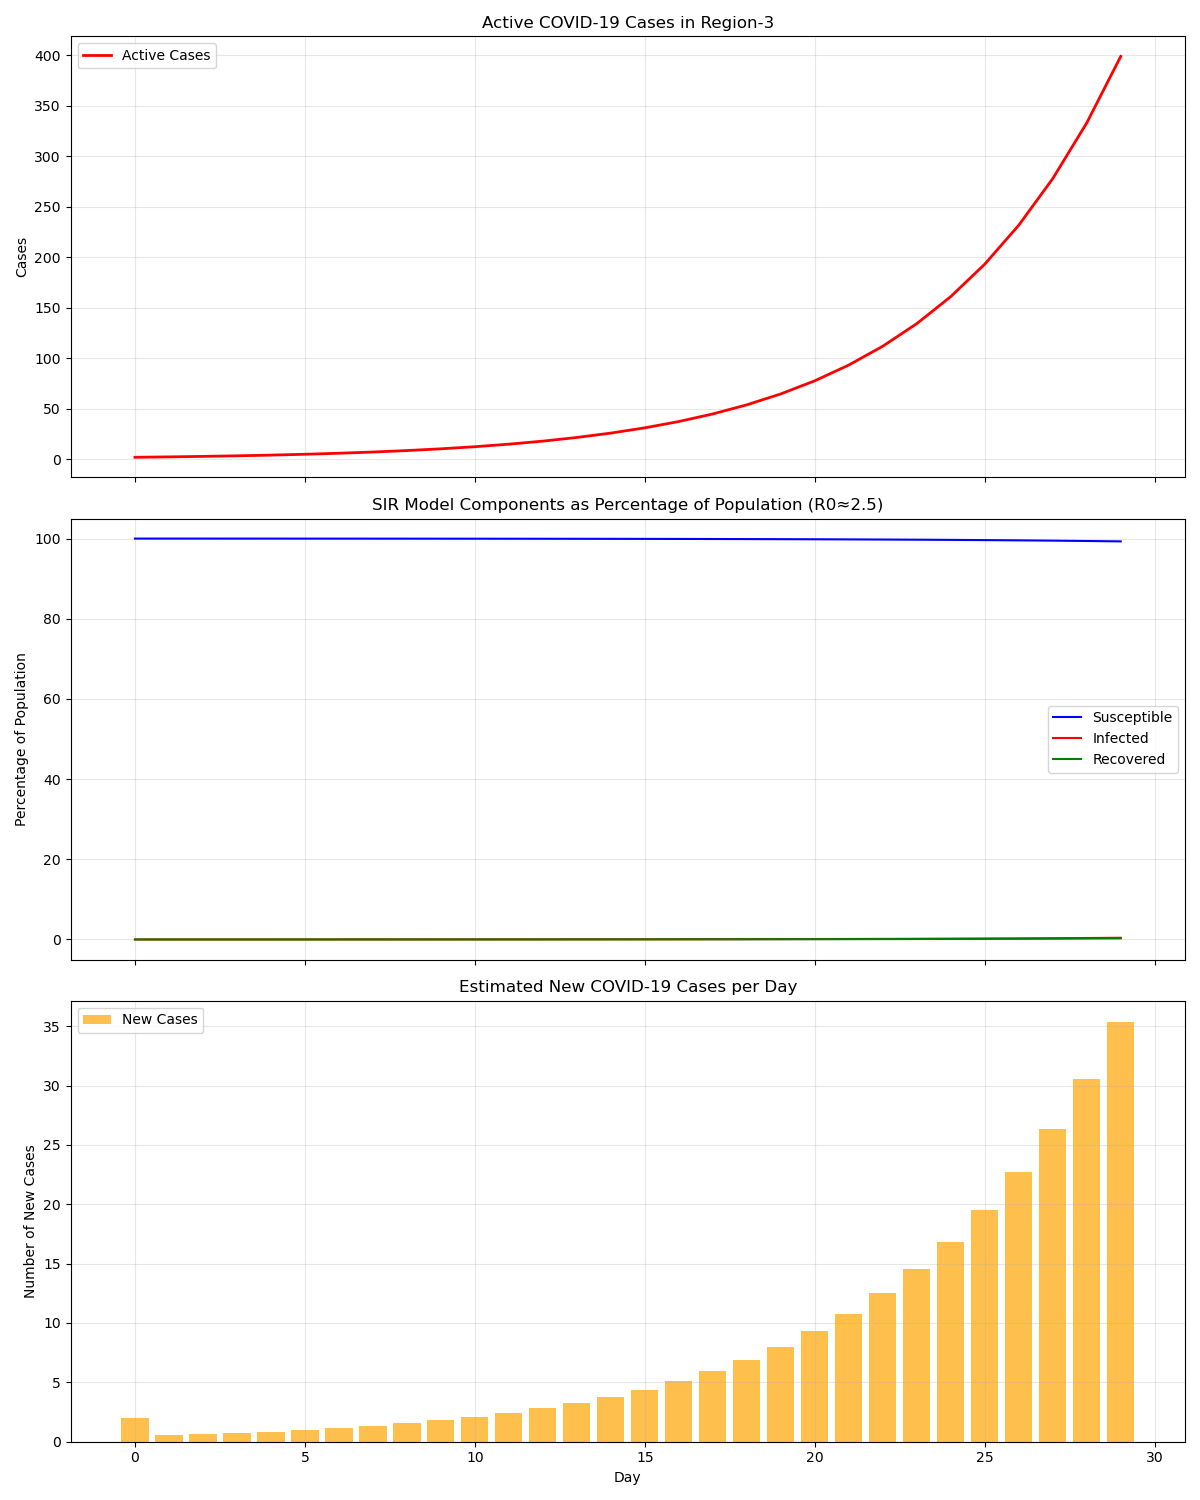 Active COVID-19 Cases in Region-3
Active Cases
400
350
300
250
200
150
100
50
0
Cases
SIR Model Components as Percentage of Population (R0≈2.5)
100
80
60
40
20
0
Percentage of Population
Susceptible
Infected
Recovered
Estimated New COVID-19 Cases per Day
New Cases
35
30
25
20
15
10
5
0
Number of New Cases
0 5 10 15 20 25 30
Day